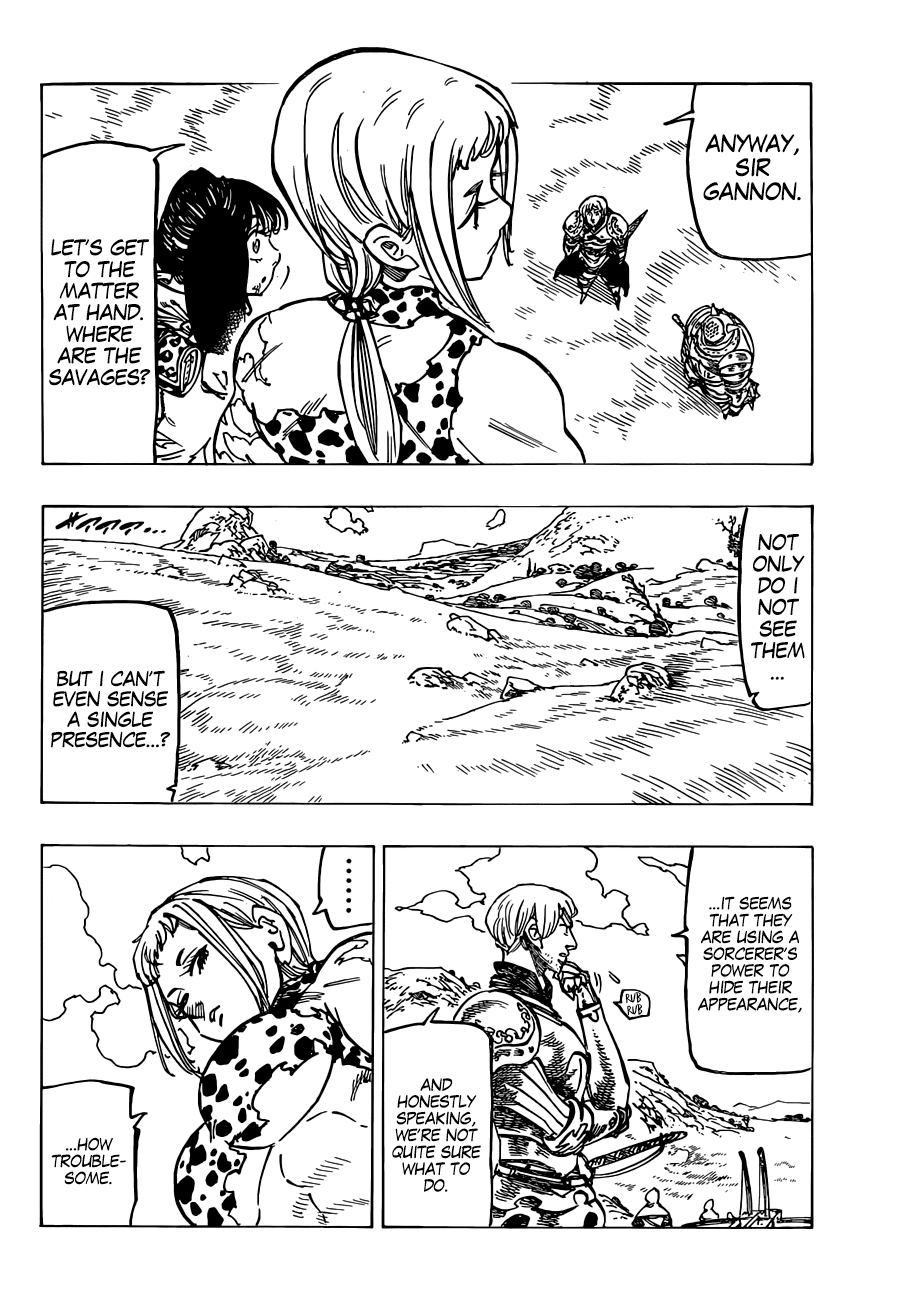 ANYWAY,
SIR
GANNON.
LET'S GET
TO THE
MATTER
AT HAND.
WHERE
ARE THE
SAVAGES?
NOT
ONLY
DO I
NOT
SEE
THEM
...
BUT I CAN'T
EVEN SENSE
A SINGLE
PRESENCE...?
...IT SEEMS
THAT THEY
ARE USING A
SORCERER'S
POWER TO
HIDE THEIR
APPEARANCE,
RUB
RUB
AND
HONESTLY
SPEAKING,
WE'RE NOT
QUITE SURE
WHAT TO
DO.
......
...HOW
TROUBLE-
SOME.